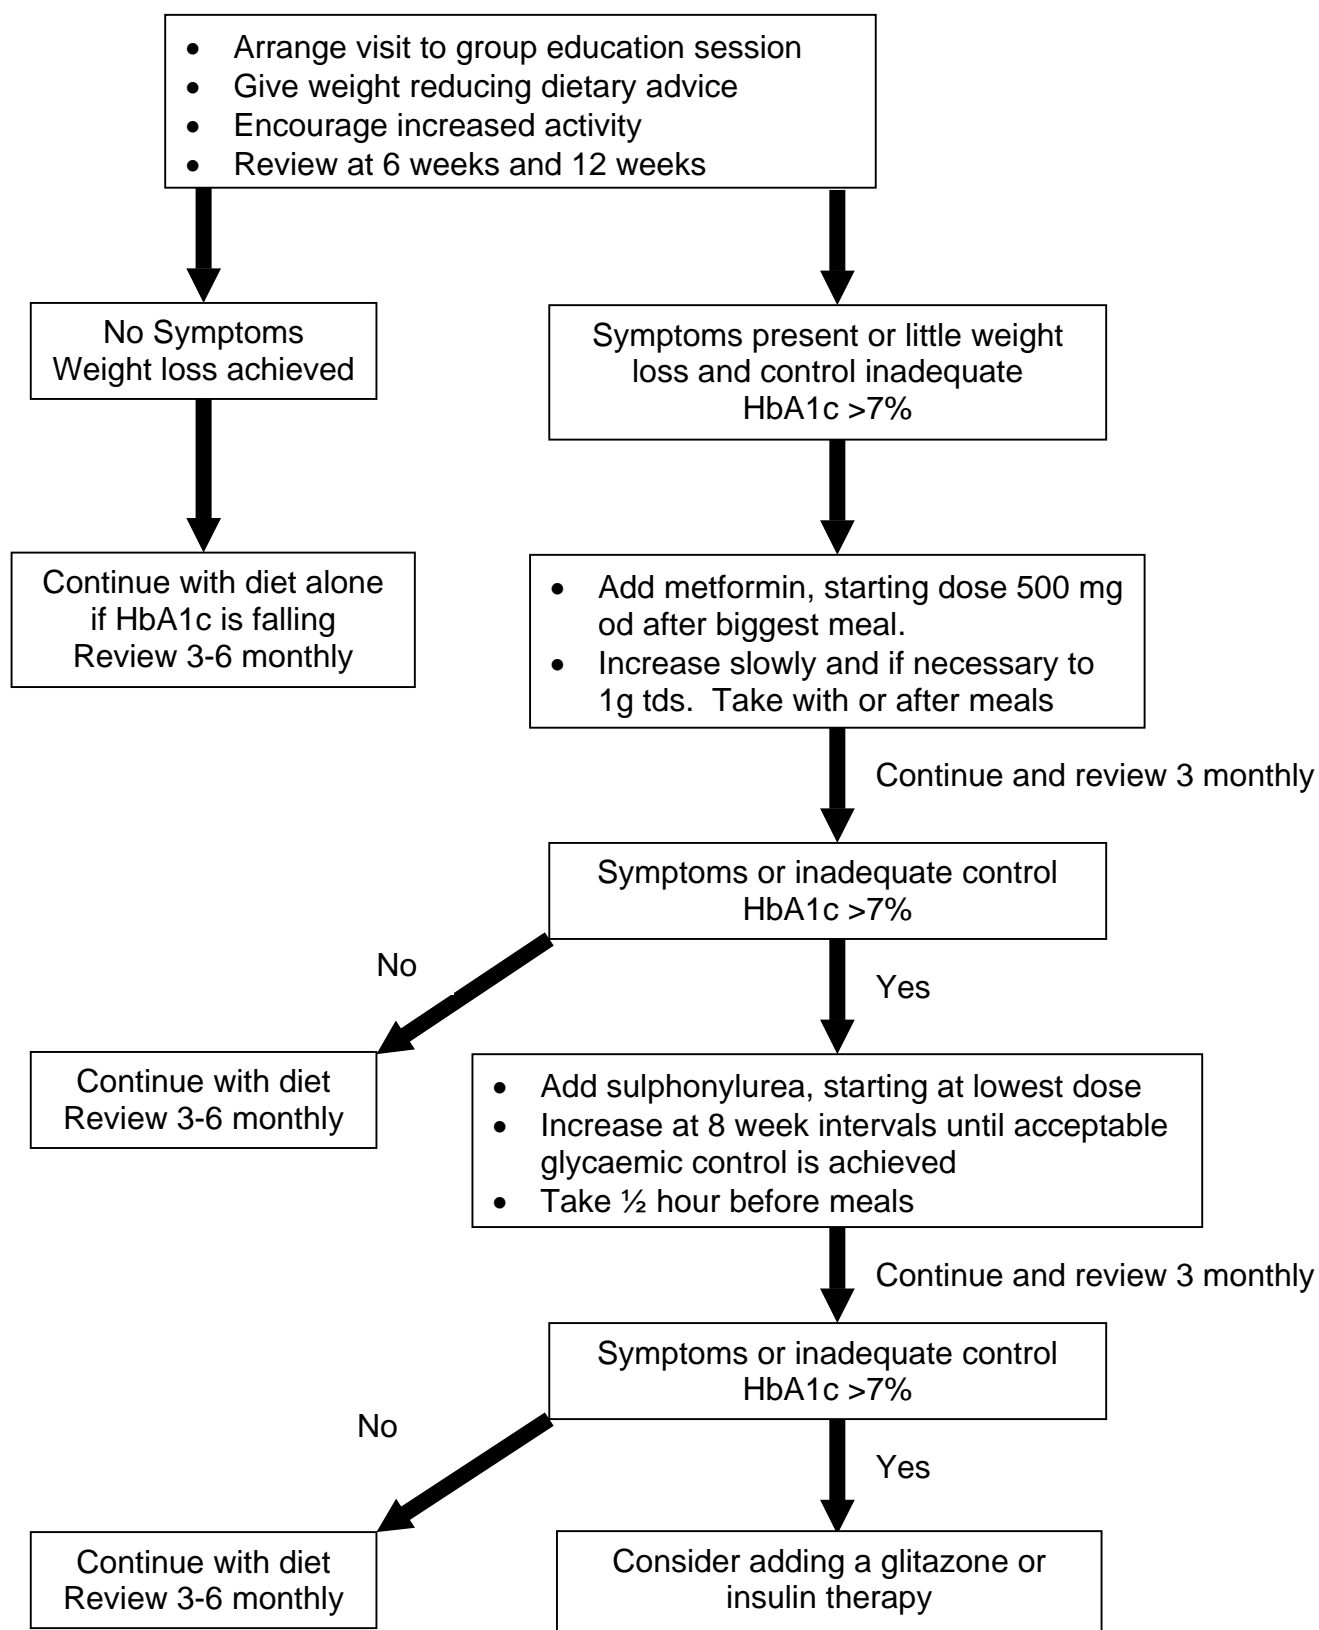 • Arrange visit to group education session
• Give weight reducing dietary advice
• Encourage increased activity
• Review at 6 weeks and 12 weeks
No Symptoms
Weight loss achieved
Symptoms present or little weight
loss and control inadequate
HbA1c >7%
Continue with diet alone
if HbA1c is falling
Review 3-6 monthly
• Add metformin, starting dose 500 mg
od after biggest meal.
• Increase slowly and if necessary to
1g tds.  Take with or after meals
Continue and review 3 monthly
Symptoms or inadequate control
HbA1c >7%
No
Yes
Continue with diet
Review 3-6 monthly
• Add sulphonylurea, starting at lowest dose
• Increase at 8 week intervals until acceptable
glycaemic control is achieved
• Take ½ hour before meals
Continue and review 3 monthly
Symptoms or inadequate control
HbA1c >7%
No
Yes
Continue with diet
Review 3-6 monthly
Consider adding a glitazone or
insulin therapy